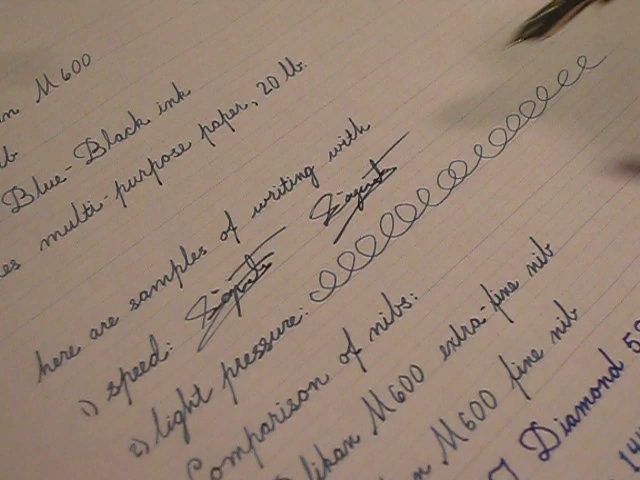 M600
Blue-Black ink
multi-purpose paper, 20 lb.
here are samples of writing with
1) speed:
2) light pressure:
Comparison of nibs:
M600 extra-fine nib
M600 fine nib
Diamond